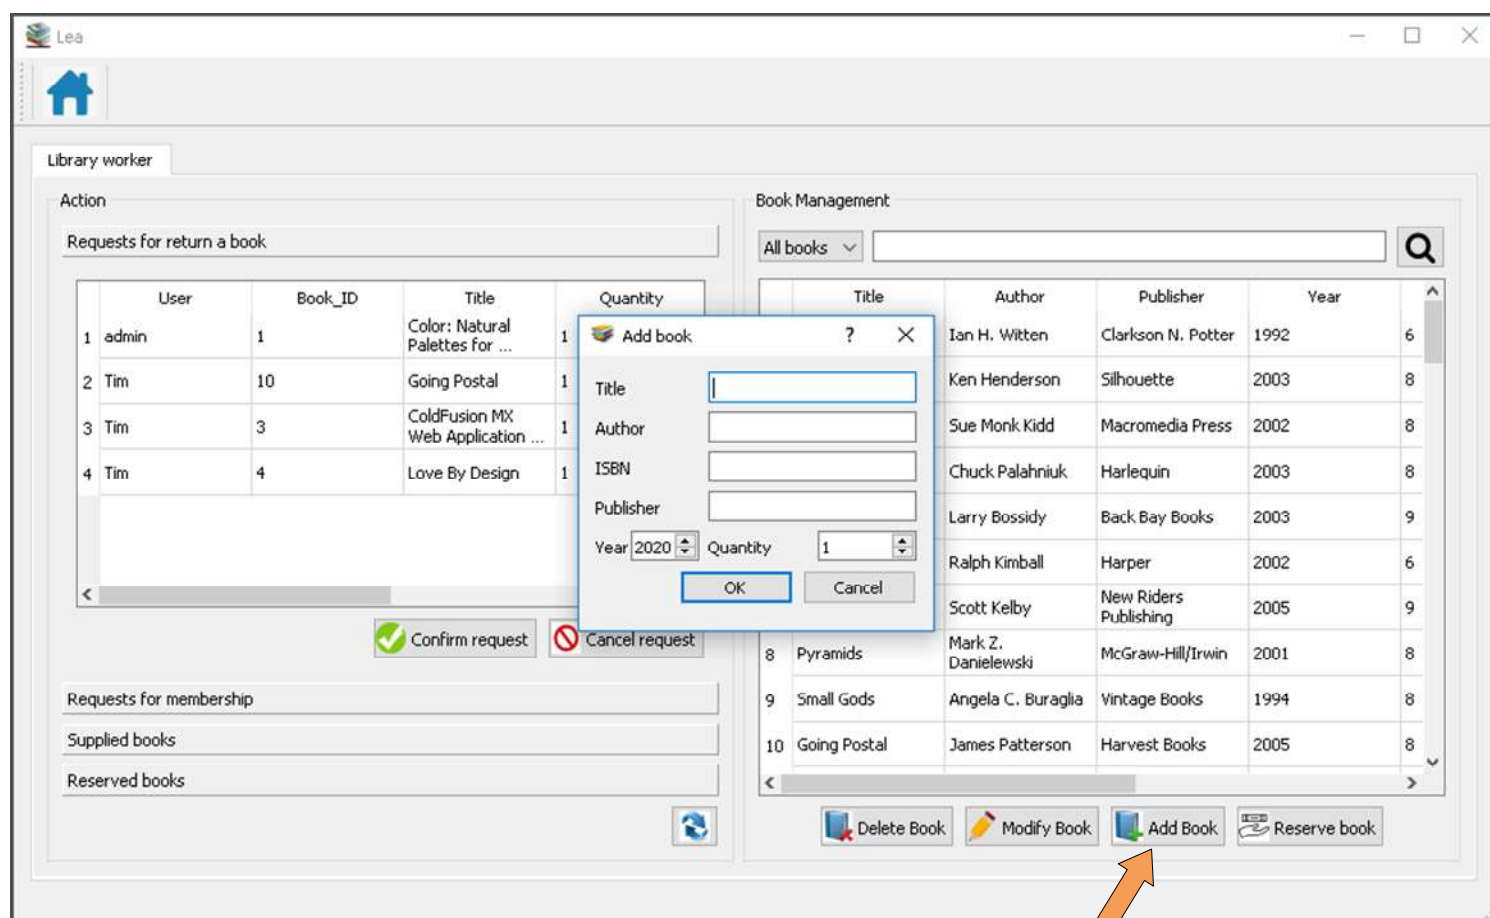 Lea
Library worker
Action
Requests for return a book
User Book_ID Title Quantity
1 admin 1 Color: Natural Palettes for ... 1
2 Tim 10 Going Postal 1
3 Tim 3 ColdFusion MX Web Application ... 1
4 Tim 4 Love By Design 1
Confirm request Cancel request
Requests for membership
Supplied books
Reserved books
Book Management
All books
Title Author Publisher Year
Ian H. Witten Clarkson N. Potter 1992 6
Ken Henderson Silhouette 2003 8
Sue Monk Kidd Macromedia Press 2002 8
Chuck Palahniuk Harlequin 2003 8
Larry Bossidy Back Bay Books 2003 9
Ralph Kimball Harper 2002 6
Scott Kelby New Riders Publishing 2005 9
8 Pyramids Mark Z. Danielewski McGraw-Hill/Irwin 2001 8
9 Small Gods Angela C. Buraglia Vintage Books 1994 8
10 Going Postal James Patterson Harvest Books 2005 8
Delete Book Modify Book Add Book Reserve book
Add book ?
Title
Author
ISBN
Publisher
Year 2020 Quantity 1
OK Cancel